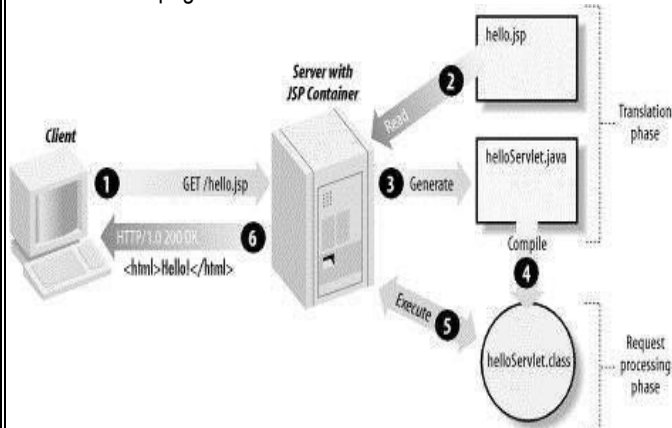 hello.jsp
Server with
JSP Container
2
Read
Translation
phase
Client
1
GET /hello.jsp
3
Generate
helloServlet.java
HTTP/1.0 200 OK
6
<html>Hello!</html>
Compile
4
Execute
5
helloServlet.class
Request
processing
phase